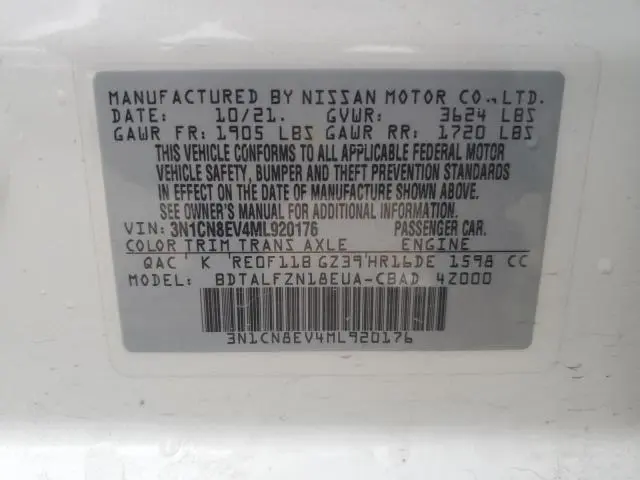 MANUFACTURED BY NISSAN MOTOR CO., LTD.
DATE: 10/21. GVWR: 3624 LBS
GAWR FR: 1905 LBS GAWR RR: 1720 LBS
THIS VEHICLE CONFORMS TO ALL APPLICABLE FEDERAL MOTOR
VEHICLE SAFETY, BUMPER AND THEFT PREVENTION STANDARDS
IN EFFECT ON THE DATE OF MANUFACTURE SHOWN ABOVE.
SEE OWNER'S MANUAL FOR ADDITIONAL INFORMATION.
VIN: 3N1CN8EV4ML920176 PASSENGER CAR.
COLOR TRIM TRANS AXLE ENGINE
QAC K RE0F11B GZ39 HR16DE 1598 CC
MODEL: BDTALFZN18EUA-CBAD 4Z000
3N1CN8EV4ML920176